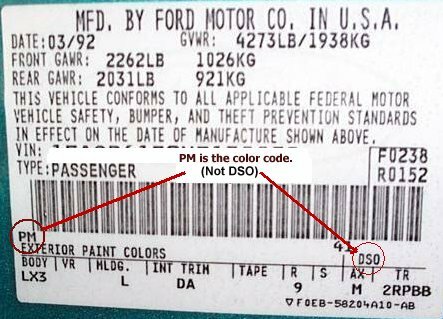 MFD. BY FORD MOTOR CO. IN U.S.A.
DATE: 03/92 GVWR: 4273LB/1938KG
FRONT GAWR: 2262LB 1026KG
REAR GAWR: 2031LB 921KG
THIS VEHICLE CONFORMS TO ALL APPLICABLE FEDERAL MOTOR
VEHICLE SAFETY, BUMPER, AND THEFT PREVENTION STANDARDS
IN EFFECT ON THE DATE OF MANUFACTURE SHOWN ABOVE.
VIN:
PM is the color code.
(Not DSO)
F0238
TYPE: PASSENGER R0152
PM 41
EXTERIOR PAINT COLORS DSO
BODY VR MLDG. INT TRIM TAPE R S AX TR
LX3 L DA 9 M 2RPBB
▽F0EB-58204A10-AB